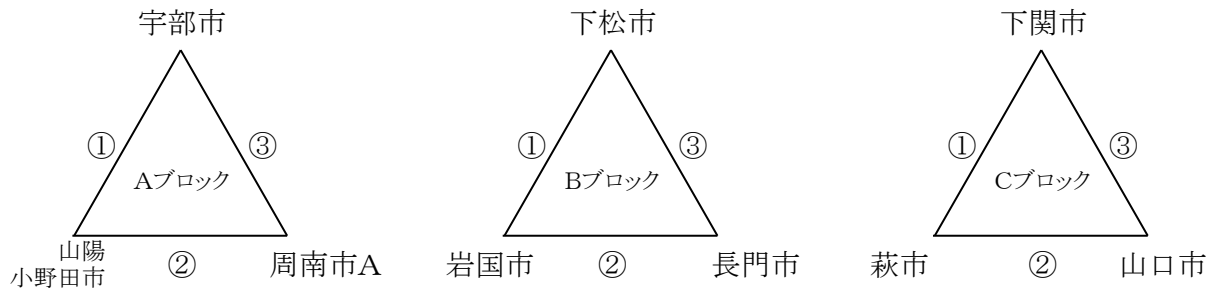 宇部市
下松市
下関市
①
③
①
③
①
③
Aブロック
Bブロック
Cブロック
山陽
小野田市
②
周南市A
岩国市
②
長門市
萩市
②
山口市